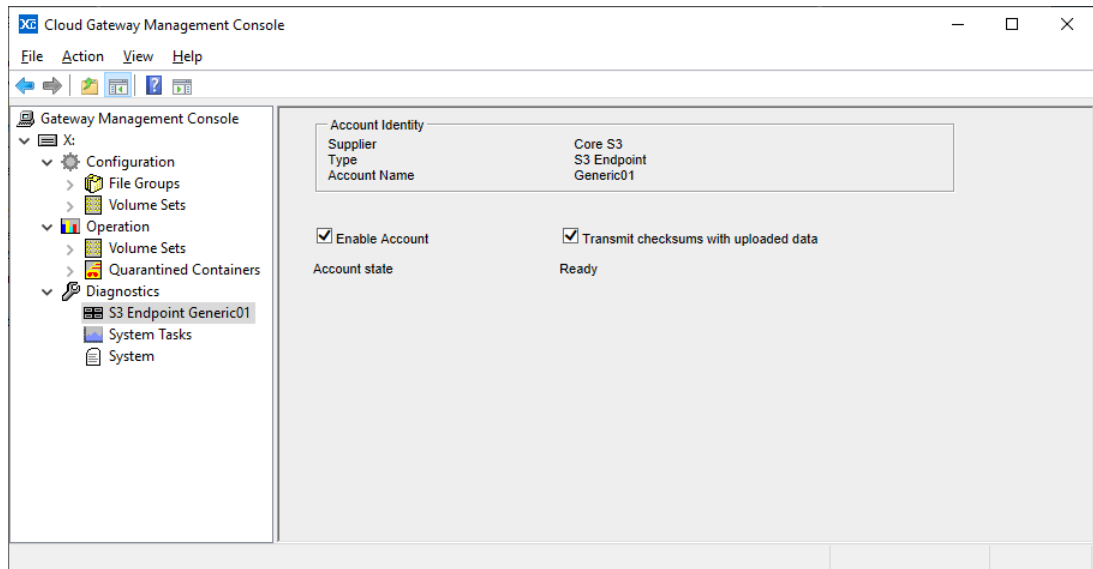 XG Cloud Gateway Management Console
File Action View Help
Gateway Management Console
X:
Configuration
File Groups
Volume Sets
Operation
Volume Sets
Quarantined Containers
Diagnostics
S3 Endpoint Generic01
System Tasks
System
Account Identity
Supplier Core S3
Type S3 Endpoint
Account Name Generic01
Enable Account Transmit checksums with uploaded data
Account state Ready